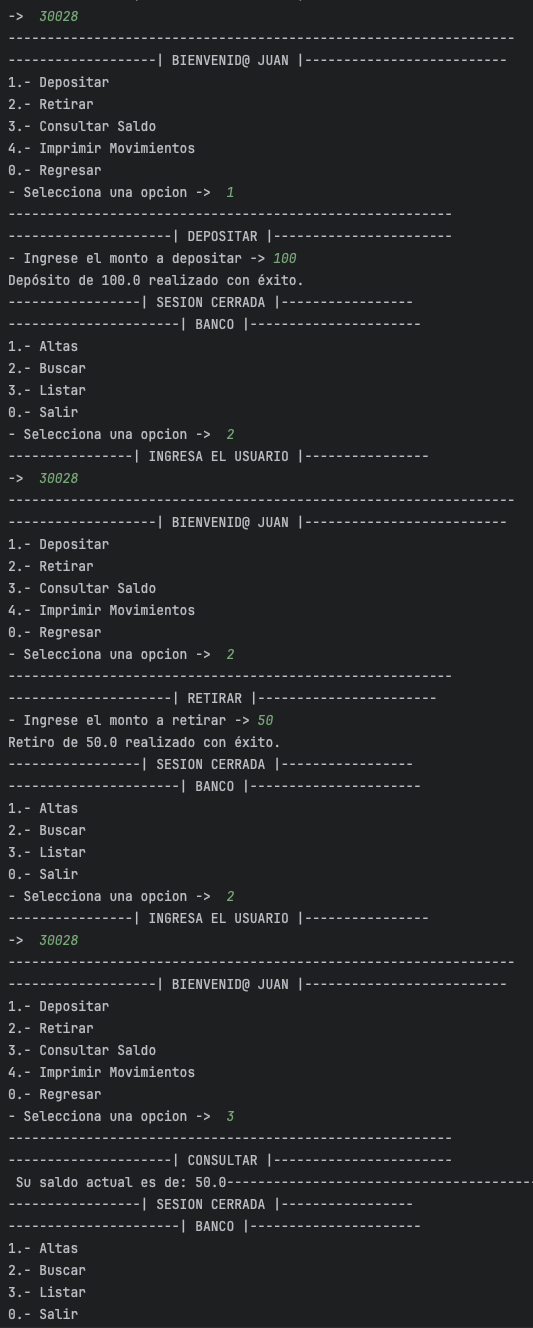 ->  30028
-----------------------------------------------------------------
-------------------| BIENVENID@ JUAN |--------------------------
1.- Depositar
2.- Retirar
3.- Consultar Saldo
4.- Imprimir Movimientos
0.- Regresar
- Selecciona una opcion ->  1
---------------------------------------------------------
---------------------| DEPOSITAR |-----------------------
- Ingrese el monto a depositar -> 100
Depósito de 100.0 realizado con éxito.
-----------------| SESION CERRADA |-----------------
----------------------| BANCO |----------------------
1.- Altas
2.- Buscar
3.- Listar
0.- Salir
- Selecciona una opcion ->  2
----------------| INGRESA EL USUARIO |----------------
->  30028
-----------------------------------------------------------------
-------------------| BIENVENID@ JUAN |--------------------------
1.- Depositar
2.- Retirar
3.- Consultar Saldo
4.- Imprimir Movimientos
0.- Regresar
- Selecciona una opcion ->  2
---------------------------------------------------------
---------------------| RETIRAR |-----------------------
- Ingrese el monto a retirar -> 50
Retiro de 50.0 realizado con éxito.
-----------------| SESION CERRADA |-----------------
----------------------| BANCO |----------------------
1.- Altas
2.- Buscar
3.- Listar
0.- Salir
- Selecciona una opcion ->  2
----------------| INGRESA EL USUARIO |----------------
->  30028
-----------------------------------------------------------------
-------------------| BIENVENID@ JUAN |--------------------------
1.- Depositar
2.- Retirar
3.- Consultar Saldo
4.- Imprimir Movimientos
0.- Regresar
- Selecciona una opcion ->  3
---------------------------------------------------------
---------------------| CONSULTAR |-----------------------
 Su saldo actual es de: 50.0---------------------------------------
-----------------| SESION CERRADA |-----------------
----------------------| BANCO |----------------------
1.- Altas
2.- Buscar
3.- Listar
0.- Salir